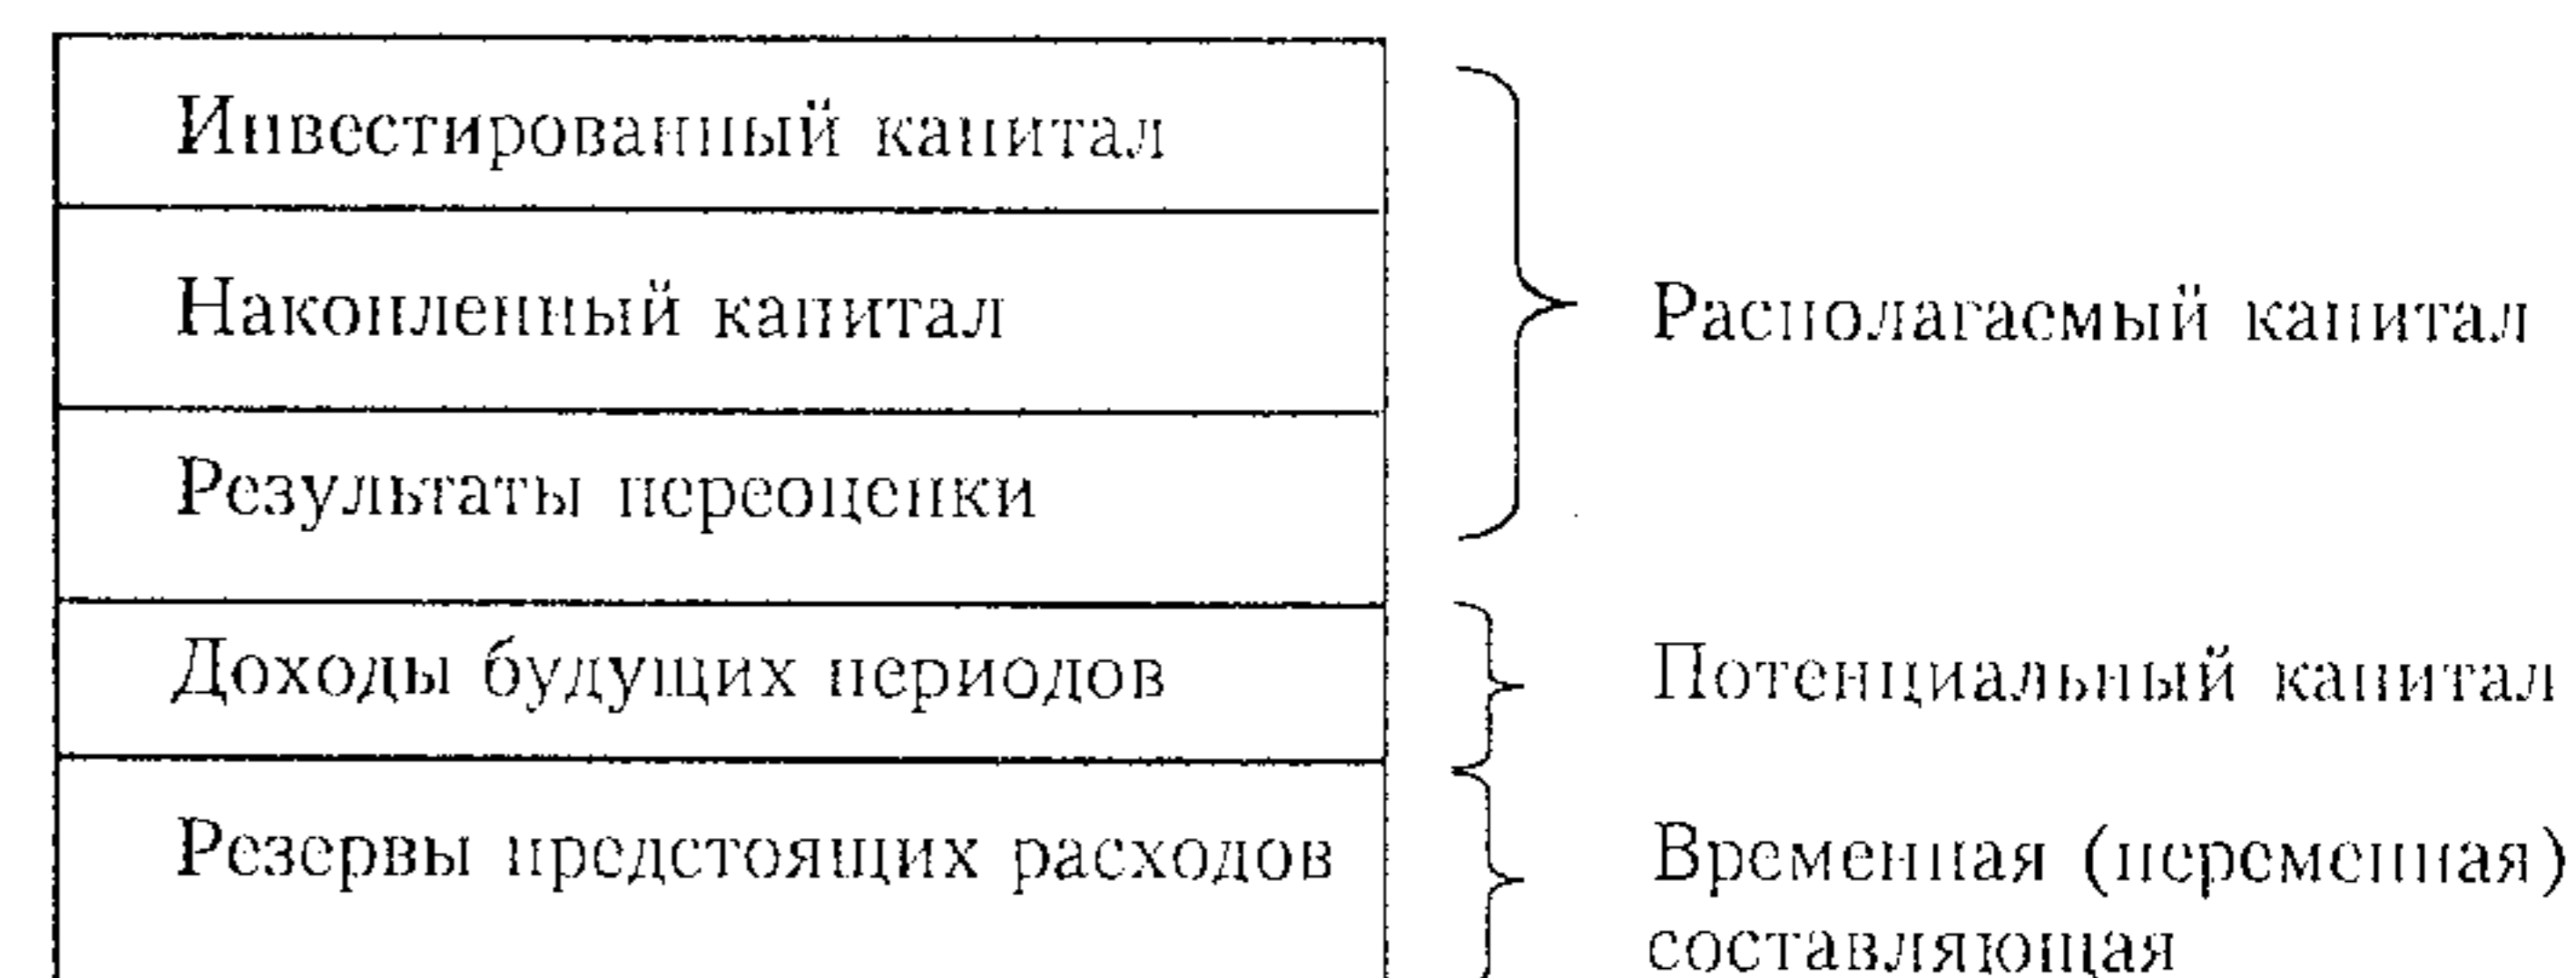 Инвестированный капитал
Накопленный капитал
Располагаемый капитал
Результаты переоценки
Доходы будущих периодов
Потенциальный капитал
Резервы предстоящих расходов
Временная (переменная)
составляющая